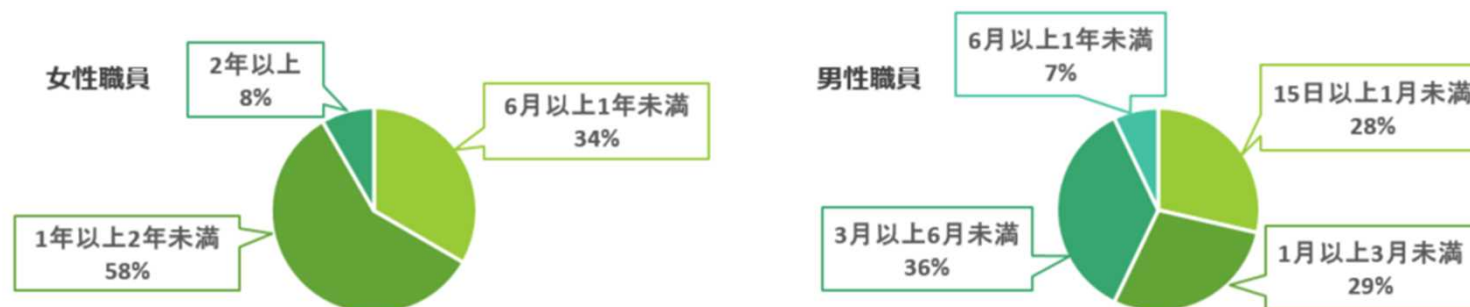 女性職員
2年以上
8%
6月以上1年未満
34%
1年以上2年未満
58%
男性職員
6月以上1年未満
7%
15日以上1月未満
28%
3月以上6月未満
36%
1月以上3月未満
29%